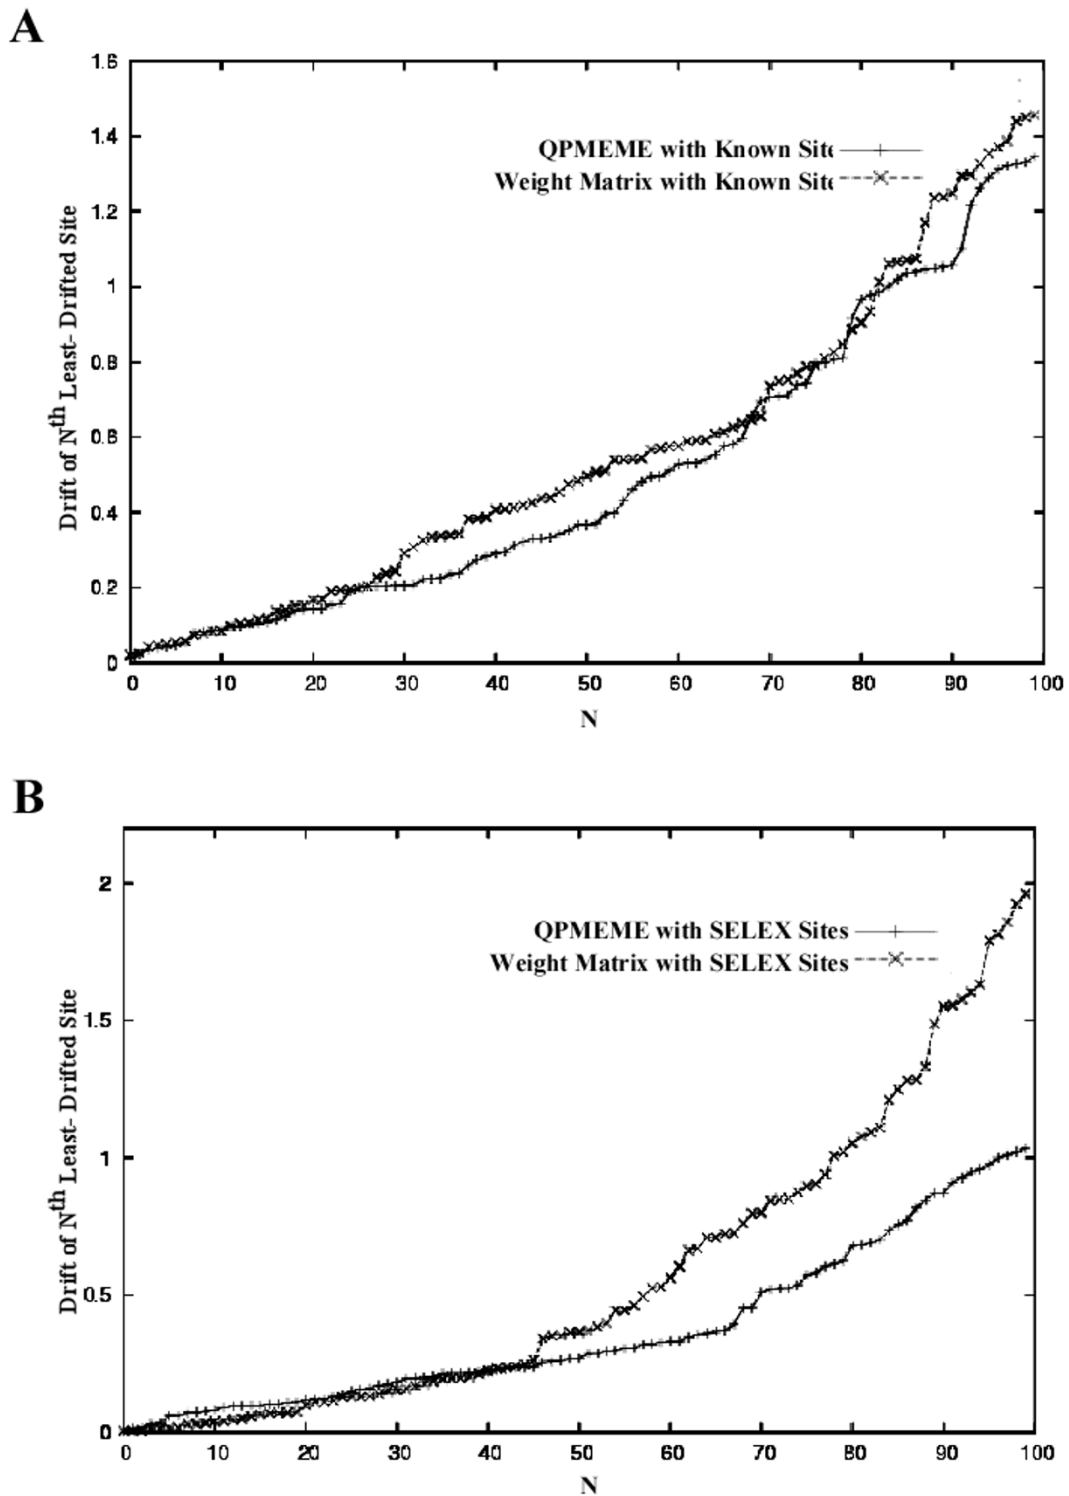 A
1.6
1.4
1.2
1
0.8
0.6
0.4
0.2
0
Drift of Nth Least- Drifted Site
QPMEME with Known Site
Weight Matrix with Known Site
0 10 20 30 40 50 60 70 80 90 100
N
B
2
1.5
1
0.5
0
Drift of Nth Least- Drifted Site
QPMEME with SELEX Sites
Weight Matrix with SELEX Sites
0 10 20 30 40 50 60 70 80 90 100
N